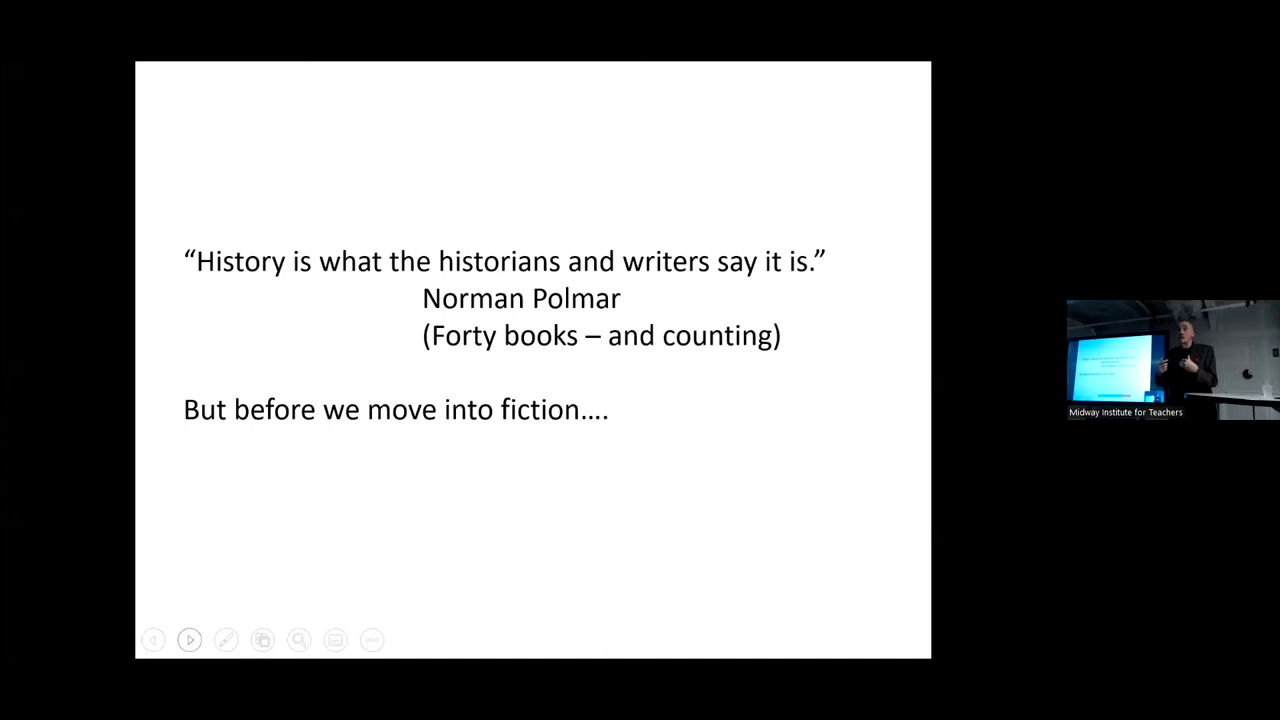 “History is what the historians and writers say it is.”
Norman Polmar
(Forty books – and counting)
But before we move into fiction….
Midway Institute for Teachers